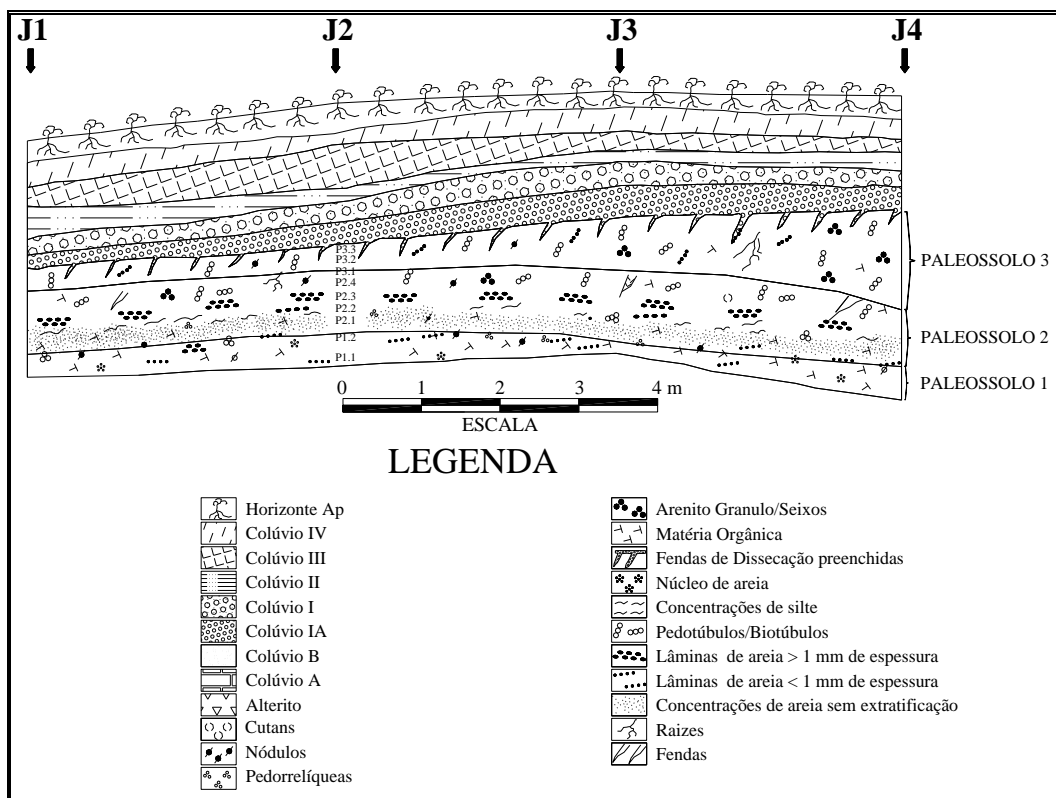 J1 J2 J3 J4
P3.3
P3.2
P3.1
P2.4
P2.3
P2.2
P2.1
P1.2
P1.1
PALEOSSOLO 3
PALEOSSOLO 2
PALEOSSOLO 1
0 1 2 3 4 m
ESCALA
LEGENDA
Horizonte Ap
Colúvio IV
Colúvio III
Colúvio II
Colúvio I
Colúvio IA
Colúvio B
Colúvio A
Alterito
Cutans
Nódulos
Pedorrelíqueas
Arenito Granulo/Seixos
Matéria Orgânica
Fendas de Dissecação preenchidas
Núcleo de areia
Concentrações de silte
Pedotúbulos/Biotúbulos
Lâminas de areia > 1 mm de espessura
Lâminas de areia < 1 mm de espessura
Concentrações de areia sem extratificação
Raizes
Fendas